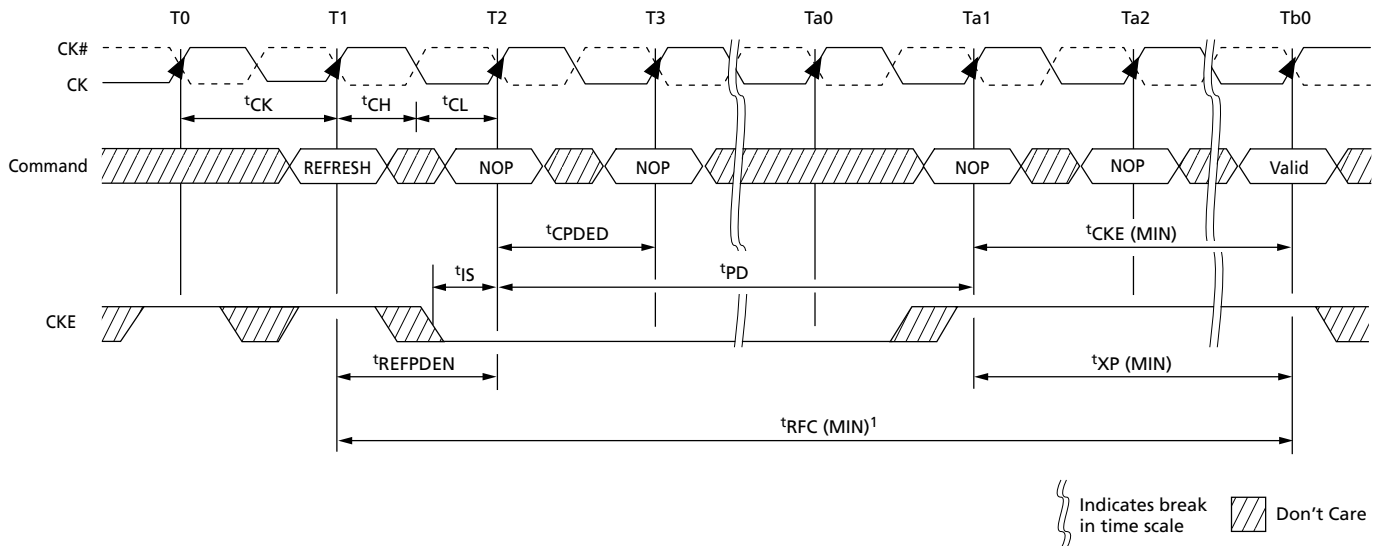 T0 T1 T2 T3 Ta0 Ta1 Ta2 Tb0
CK#
CK
tCK tCH tCL
Command REFRESH NOP NOP NOP NOP Valid
tCPDED tCKE (MIN)
tIS tPD
CKE
tREFPDEN tXP (MIN)
tRFC (MIN)1
Indicates break
in time scale
Don't Care